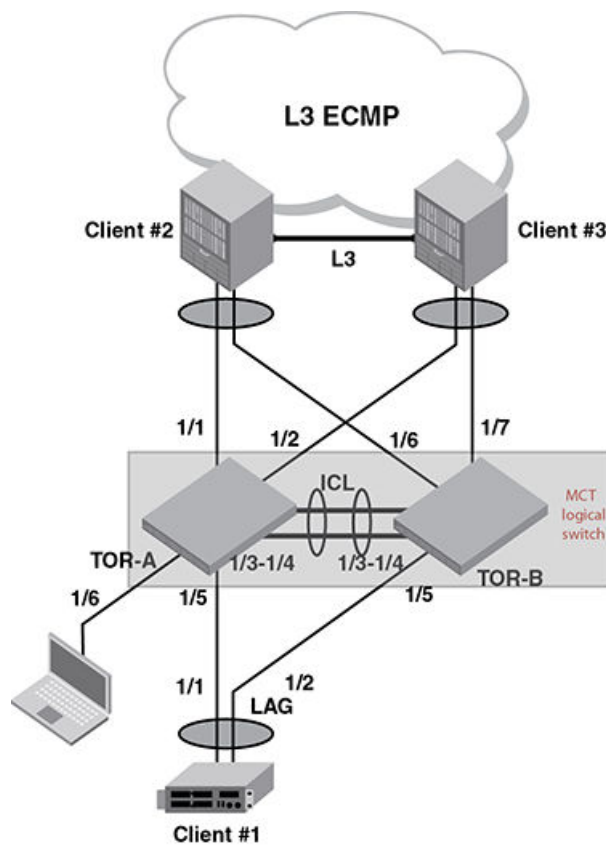 L3 ECMP
Client #2
Client #3
L3
1/1
1/2
1/6
1/7
ICL
MCT
logical
switch
TOR-A
1/3-1/4
1/3-1/4
TOR-B
1/6
1/5
1/5
1/1
1/2
LAG
Client #1